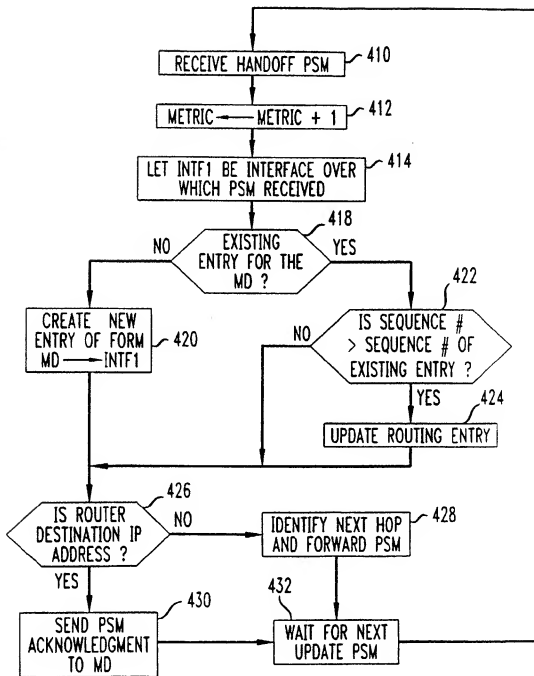 RECEIVE HANDOFF PSM
410
METRIC ← METRIC + 1
412
LET INTF1 BE INTERFACE OVER
WHICH PSM RECEIVED
414
418
EXISTING
ENTRY FOR THE
MD ?
NO
YES
CREATE NEW
ENTRY OF FORM
MD → INTF1
420
422
IS SEQUENCE #
> SEQUENCE # OF
EXISTING ENTRY ?
NO
YES
424
UPDATE ROUTING ENTRY
426
IS ROUTER
DESTINATION IP
ADDRESS ?
NO
YES
IDENTIFY NEXT HOP
AND FORWARD PSM
428
430
SEND PSM
ACKNOWLEDGMENT
TO MD
432
WAIT FOR NEXT
UPDATE PSM